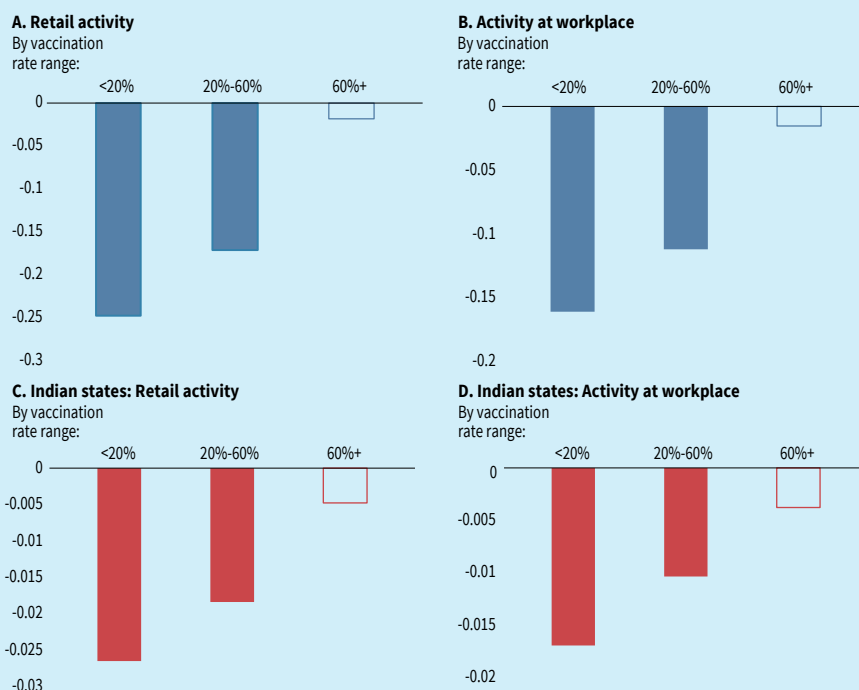 A. Retail activity
By vaccination
rate range:
<20% 20%-60% 60%+
0
-0.05
-0.1
-0.15
-0.2
-0.25
-0.3
B. Activity at workplace
By vaccination
rate range:
<20% 20%-60% 60%+
0
-0.05
-0.1
-0.15
-0.2
C. Indian states: Retail activity
By vaccination
rate range:
<20% 20%-60% 60%+
0
-0.005
-0.01
-0.015
-0.02
-0.025
-0.03
D. Indian states: Activity at workplace
By vaccination
rate range:
<20% 20%-60% 60%+
0
-0.005
-0.01
-0.015
-0.02